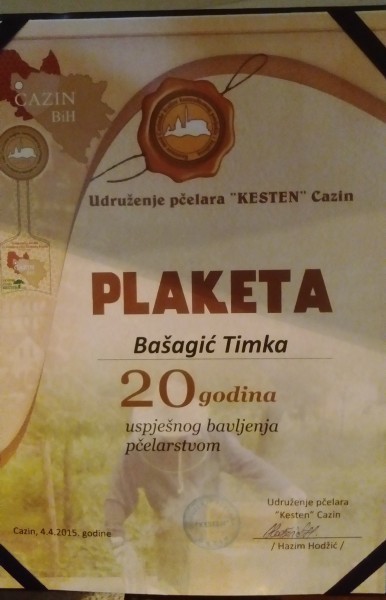 CAZIN
BiH
Udruženje pčelara "KESTEN" Cazin
PLAKETA
Bašagić Timka
20 godina
uspješnog bavljenja
pčelarstvom
Udruženje pčelara
"Kesten" Cazin
Cazin, 4.4.2015. godine
/ Hazim Hodžić /